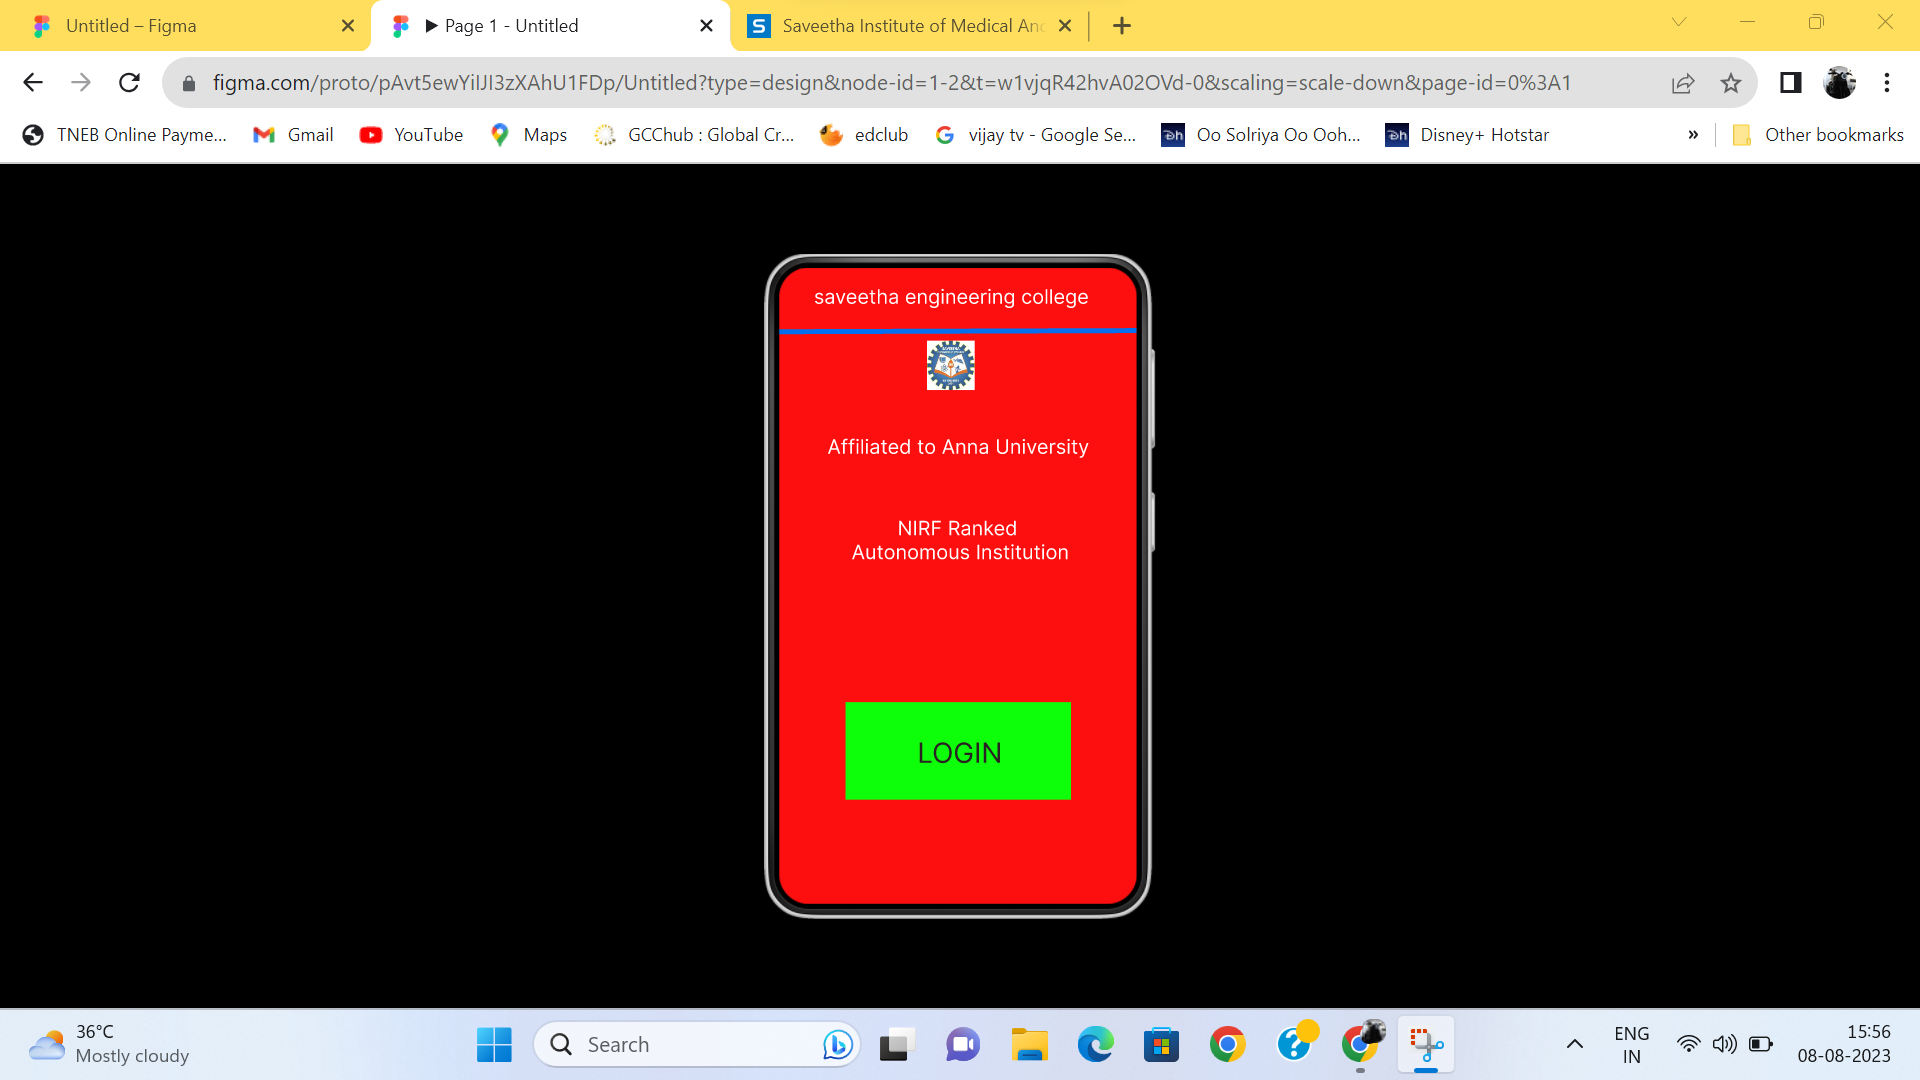 Untitled – Figma
Page 1 - Untitled
Saveetha Institute of Medical And
figma.com/proto/pAvt5ewYilJI3zXAhU1FDp/Untitled?type=design&node-id=1-2&t=w1vjqR42hvA02OVd-0&scaling=scale-down&page-id=0%3A1
TNEB Online Payme...
Gmail
YouTube
Maps
GCChub : Global Cr...
edclub
vijay tv - Google Se...
Oo Solriya Oo Ooh...
Disney+ Hotstar
»
Other bookmarks
saveetha engineering college
Affiliated to Anna University
NIRF Ranked
Autonomous Institution
LOGIN
36°C
Mostly cloudy
Search
ENG
IN
15:56
08-08-2023